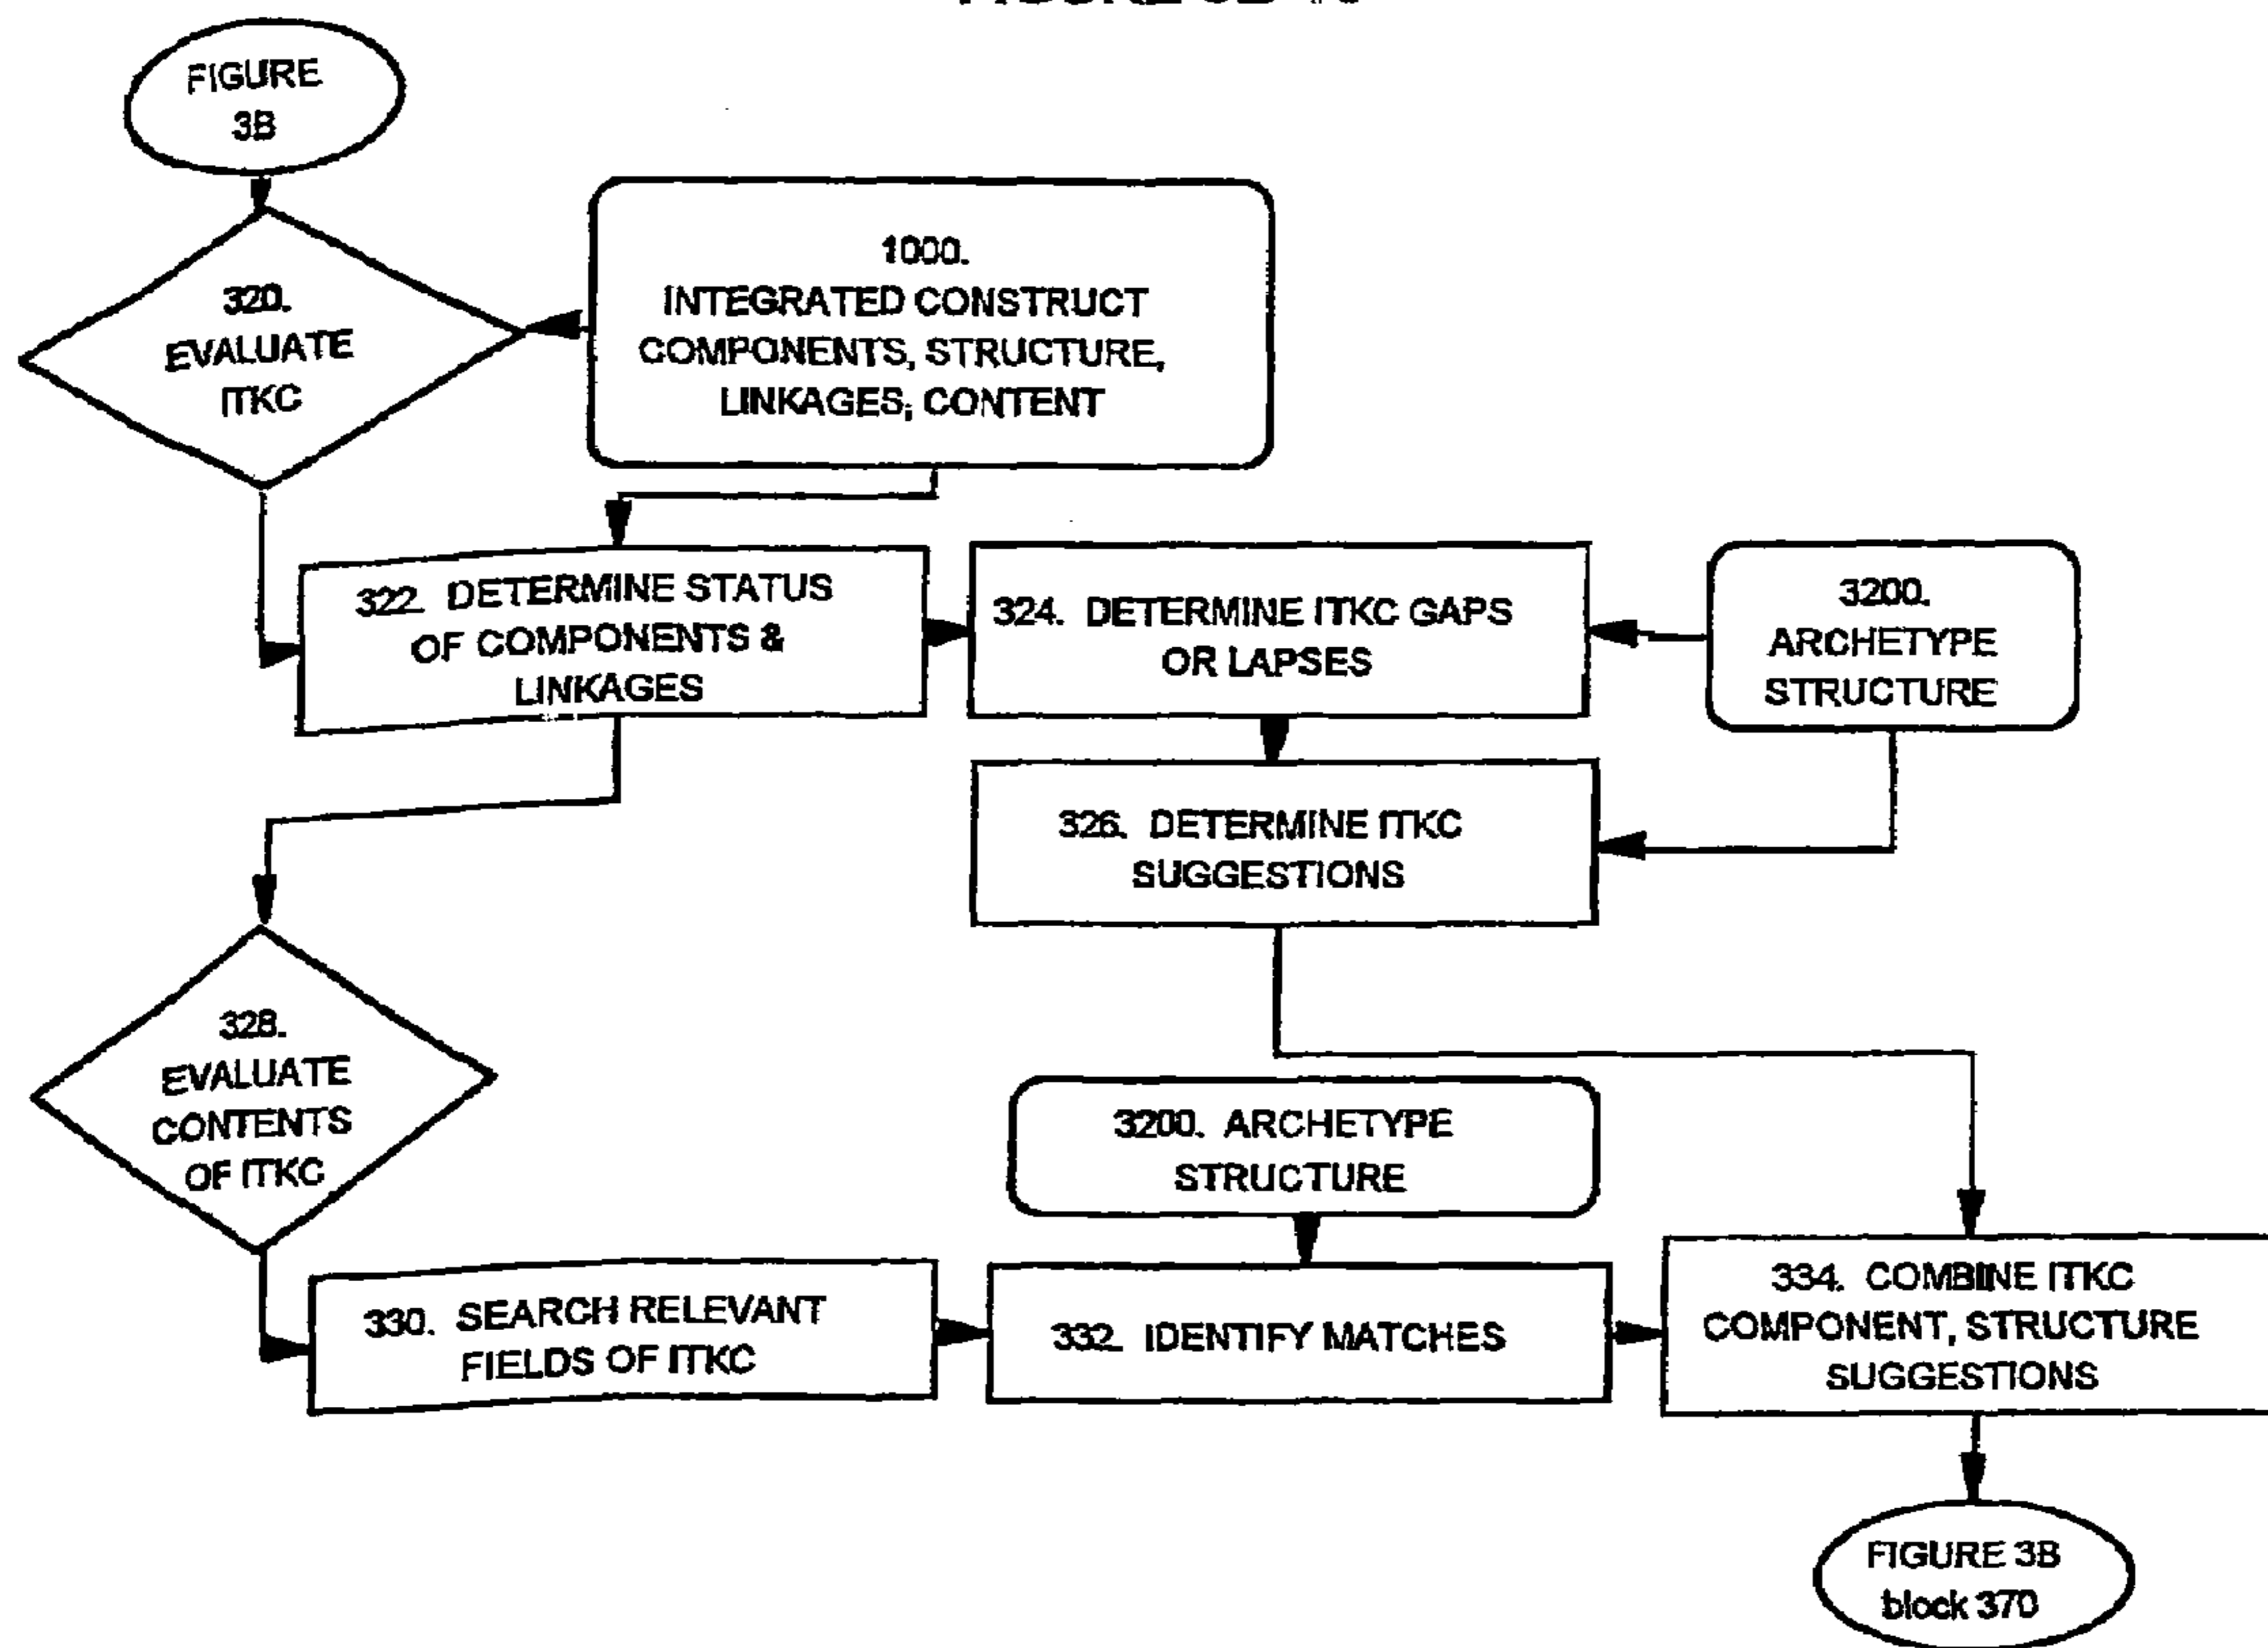 FIGURE
3B
320.
EVALUATE
ITKC
1000.
INTEGRATED CONSTRUCT
COMPONENTS, STRUCTURE,
LINKAGES, CONTENT
322. DETERMINE STATUS
OF COMPONENTS &
LINKAGES
324. DETERMINE ITKC GAPS
OR LAPSES
3200.
ARCHETYPE
STRUCTURE
326. DETERMINE ITKC
SUGGESTIONS
328.
EVALUATE
CONTENTS
OF ITKC
3200. ARCHETYPE
STRUCTURE
330. SEARCH RELEVANT
FIELDS OF ITKC
332. IDENTIFY MATCHES
334. COMBINE ITKC
COMPONENT, STRUCTURE
SUGGESTIONS
FIGURE 3B
block 370